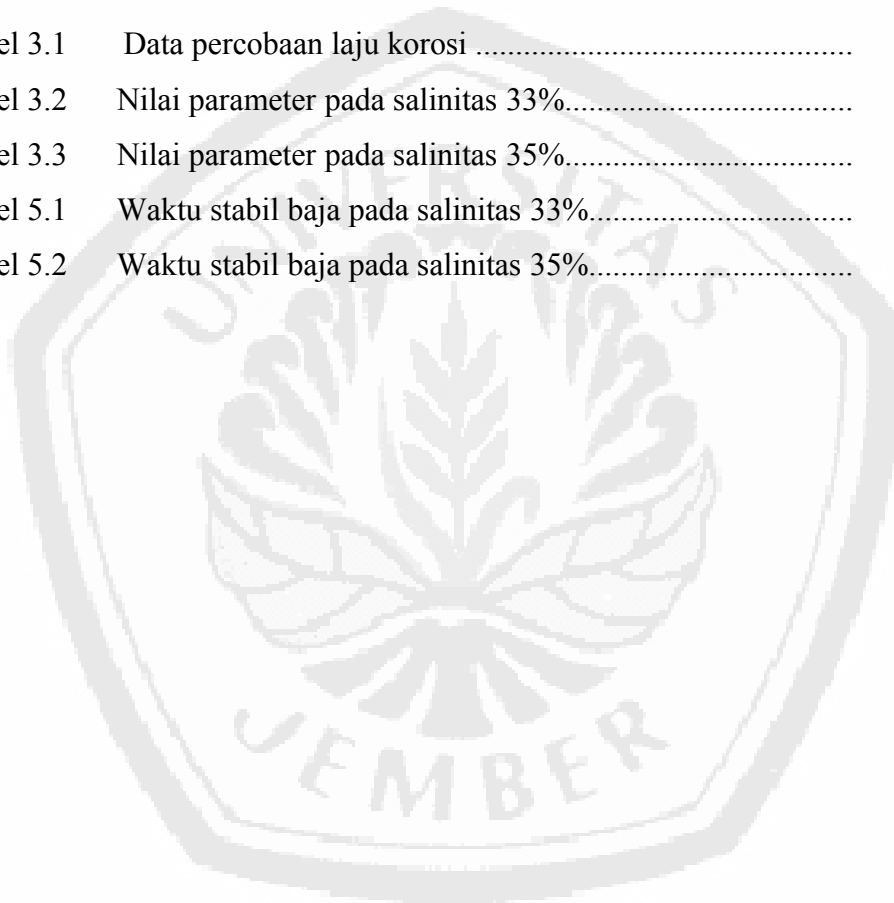 el 3.1 Data percobaan laju korosi ......................................................
el 3.2 Nilai parameter pada salinitas 33%.........................................
el 3.3 Nilai parameter pada salinitas 35%.........................................
el 5.1 Waktu stabil baja pada salinitas 33%......................................
el 5.2 Waktu stabil baja pada salinitas 35%......................................
UNIVERSITAS
JEMBER